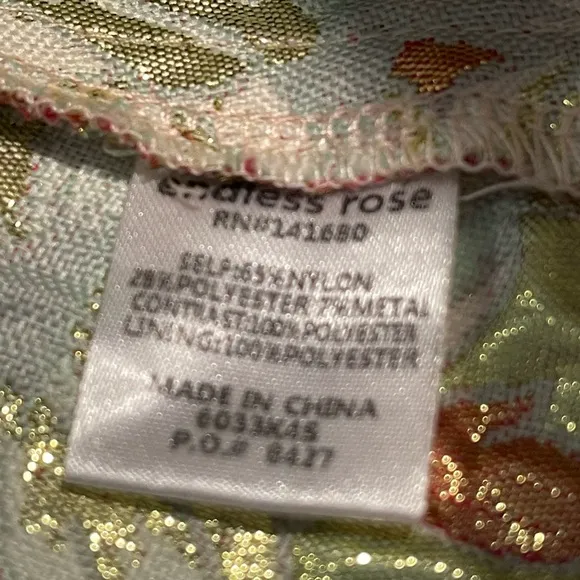 endless rose
RN#141680
SELF:65%NYLON
28%POLYESTER 7%METAL
CONTRAST:100%POLYESTER
LINING:100%POLYESTER
MADE IN CHINA
6033K4S
P.O.# 8427